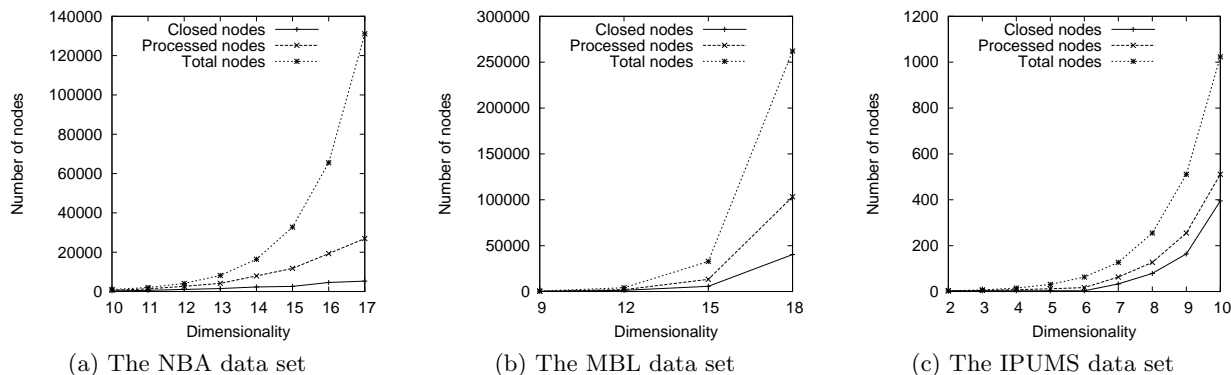 140000
120000
100000
80000
60000
40000
20000
0
Number of nodes
Closed nodes
Processed nodes
Total nodes
10 11 12 13 14 15 16 17
Dimensionality
(a) The NBA data set
300000
250000
200000
150000
100000
50000
0
Number of nodes
Closed nodes
Processed nodes
Total nodes
9 12 15 18
Dimensionality
(b) The MBL data set
1200
1000
800
600
400
200
0
Number of nodes
Closed nodes
Processed nodes
Total nodes
2 3 4 5 6 7 8 9 10
Dimensionality
(c) The IPUMS data set